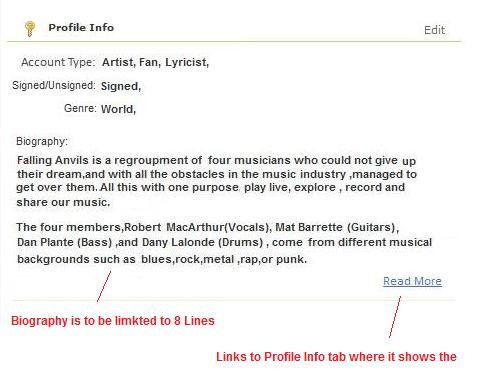 Profile Info
Edit
Account Type: Artist, Fan, Lyricist,
Signed/Unsigned: Signed,
Genre: World,
Biography:
Falling Anvils is a regroupment of four musicians who could not give up
their dream,and with all the obstacles in the music industry ,managed to
get over them. All this with one purpose play live, explore , record and
share our music.
The four members,Robert MacArthur(Vocals), Mat Barrette (Guitars),
Dan Plante (Bass) ,and Dany Lalonde (Drums) , come from different musical
backgrounds such as blues,rock,metal ,rap,or punk.
Read More
Biography is to be limkted to 8 Lines
Links to Profile Info tab where it shows the